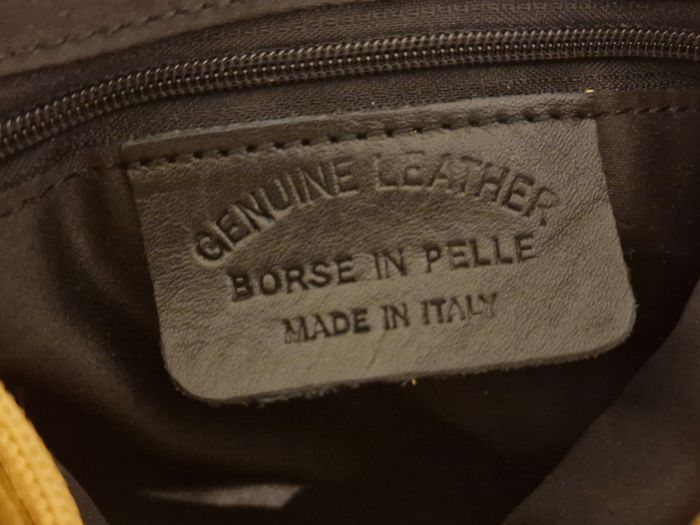 GENUINE LEATHER
BORSE IN PELLE
MADE IN ITALY